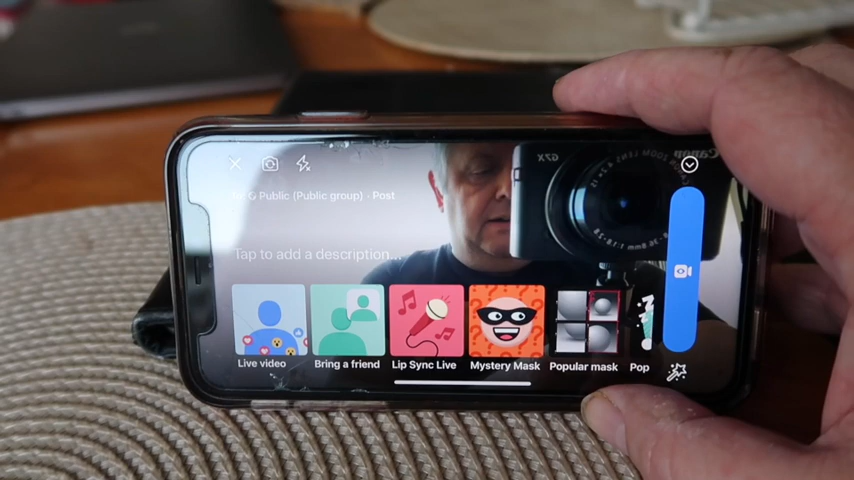 G7X
Canon
G Public (Public group) · Post
Tap to add a description...
Live video
Bring a friend
Lip Sync Live
Mystery Mask
Popular mask
Pop